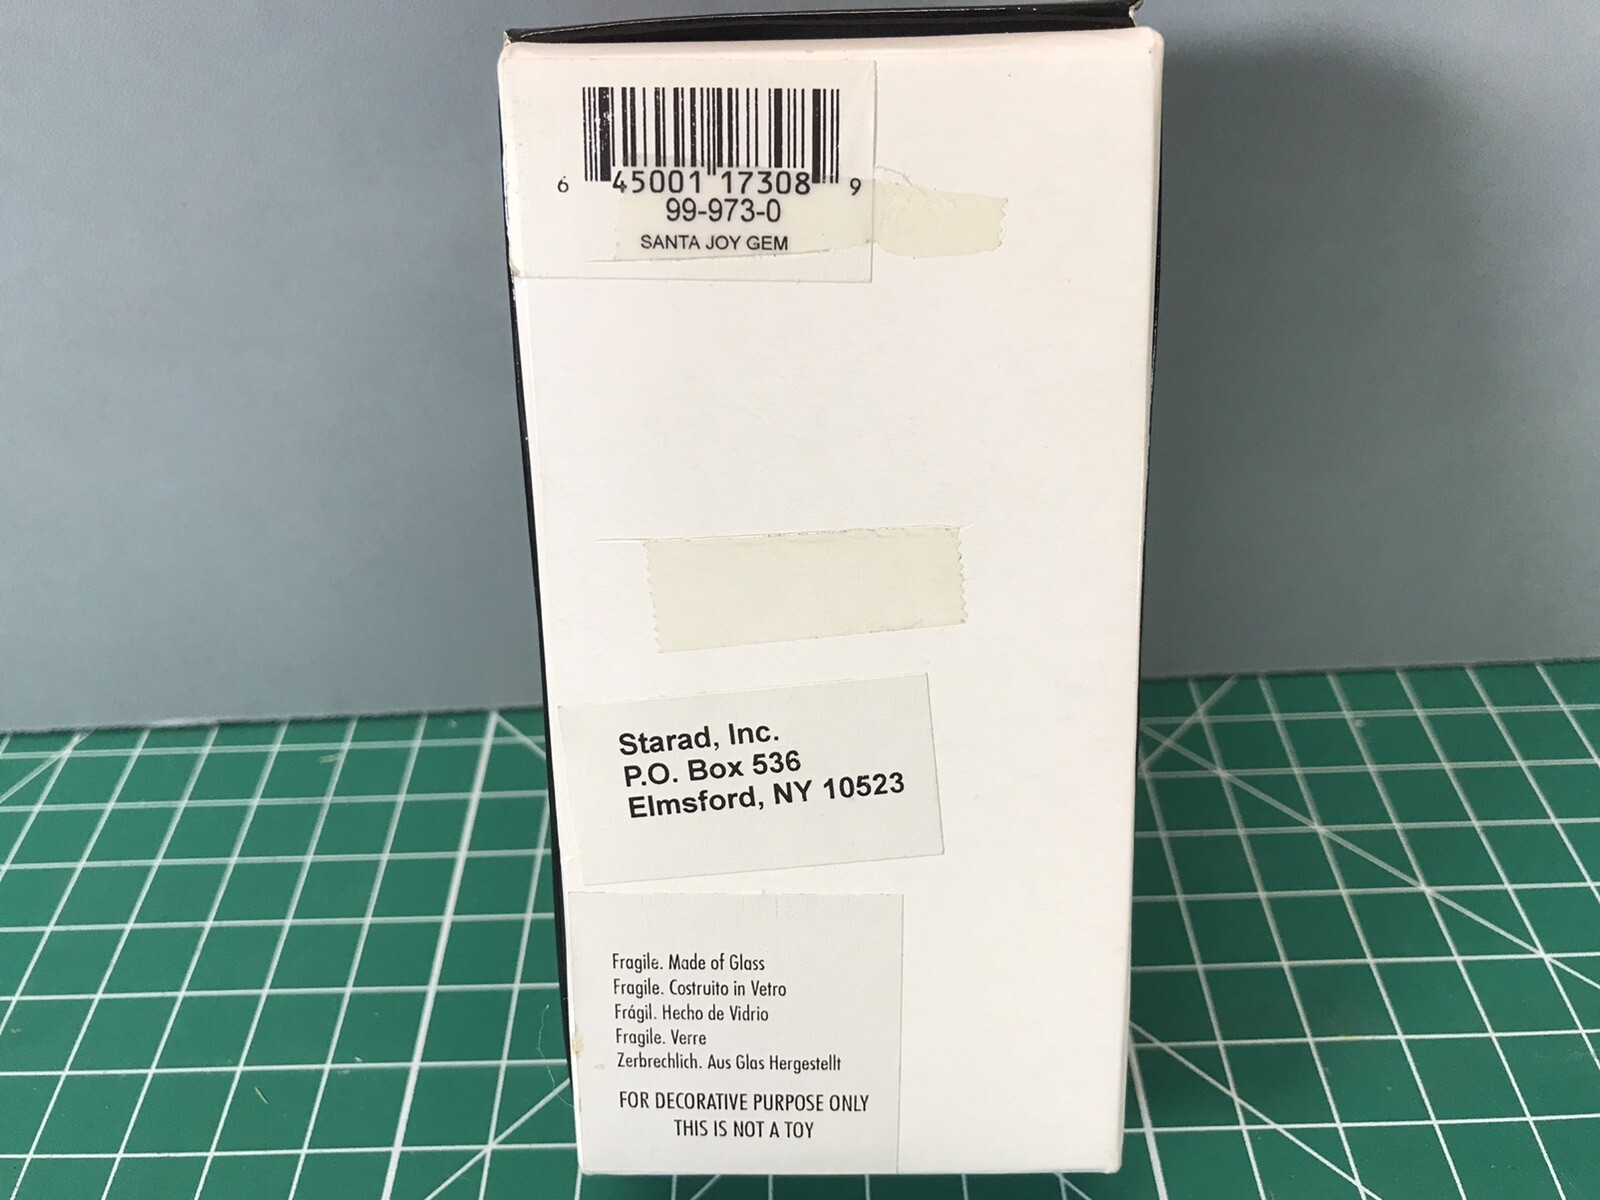 6 45001 17308 9
99-973-0
SANTA JOY GEM
Starad, Inc.
P.O. Box 536
Elmsford, NY 10523
Fragile. Made of Glass
Fragile. Costruito in Vetro
Frágil. Hecho de Vidrio
Fragile. Verre
Zerbrechlich. Aus Glas Hergestellt
FOR DECORATIVE PURPOSE ONLY
THIS IS NOT A TOY